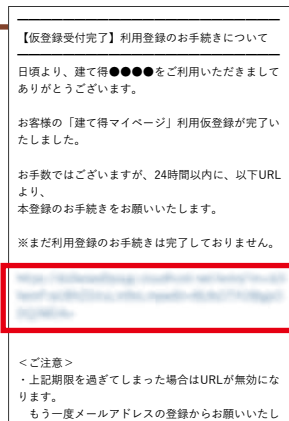 【仮登録受付完了】利用登録のお手続きについて
日頃より、建て得●●●●をご利用いただきまして
ありがとうございます。
お客様の「建て得マイページ」利用仮登録が完了い
たしました。
お手数ではございますが、24時間以内に、以下URL
より、
本登録のお手続きをお願いいたします。
※まだ利用登録のお手続きは完了しておりません。
＜ご注意＞
・上記期限を過ぎてしまった場合はURLが無効にな
ります。
もう一度メールアドレスの登録からお願いいたし